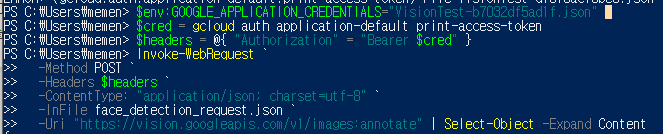 PS C:₩Users₩memen> $env:GOOGLE_APPLICATION_CREDENTIALS="VisionTest-b7032df5ad1f.json"
PS C:₩Users₩memen> $cred = gcloud auth application-default print-access-token
PS C:₩Users₩memen> $headers = @{ "Authorization" = "Bearer $cred" }
PS C:₩Users₩memen> Invoke-WebRequest `
>> -Method POST `
>> -Headers $headers `
>> -ContentType: "application/json; charset=utf-8" `
>> -InFile face_detection_request.json `
>> -Uri "https://vision.googleapis.com/v1/images:annotate" | Select-Object -Expand Content